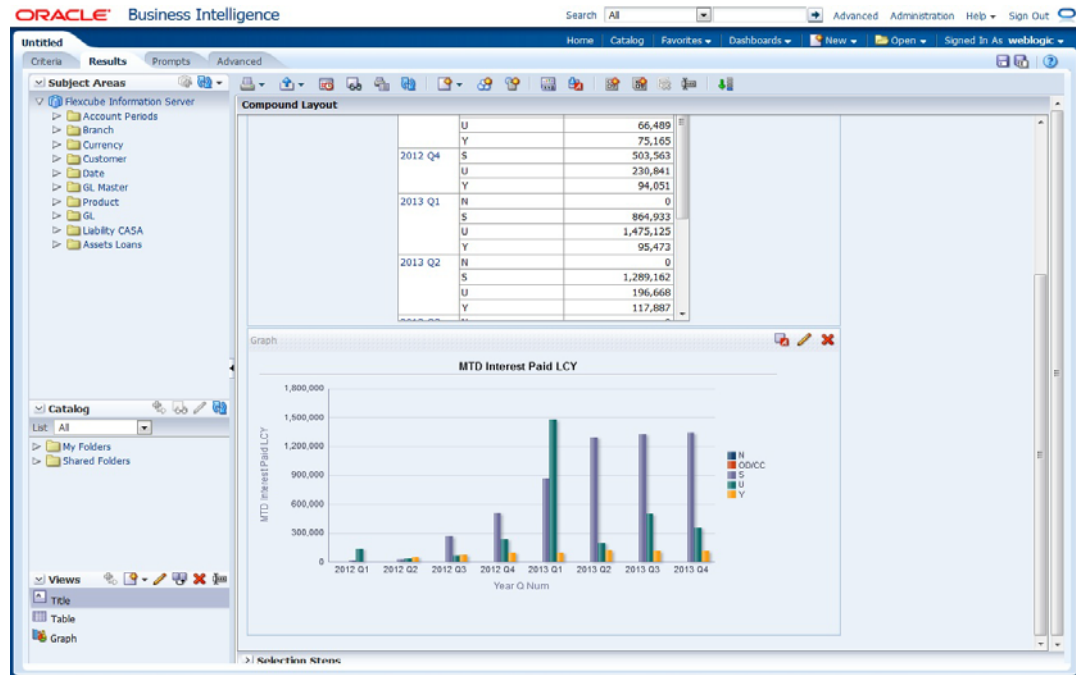 ORACLE Business Intelligence
Search All Advanced Administration Help Sign Out
Untitled
Home Catalog Favorites Dashboards New Open Signed In As weblogic
Criteria Results Prompts Advanced
Subject Areas
Flexcube Information Server
Account Periods
Branch
Currency
Customer
Date
GL Master
Product
GL
Liability CASA
Assets Loans
Catalog
List All
My Folders
Shared Folders
Views
Title
Table
Graph
Compound Layout
U 66,489
Y 75,165
2012 Q4 S 503,563
U 230,841
Y 94,051
2013 Q1 N 0
S 864,933
U 1,475,125
Y 95,473
2013 Q2 N 0
S 1,289,162
U 196,668
Y 117,887
Graph
MTD Interest Paid LCY
MTD Interest Paid LCY
1,800,000
1,500,000
1,200,000
900,000
600,000
300,000
0
2012 Q1 2012 Q2 2012 Q3 2012 Q4 2013 Q1 2013 Q2 2013 Q3 2013 Q4
Year Q Num
N
OD/CC
S
U
Y
Selection Steps